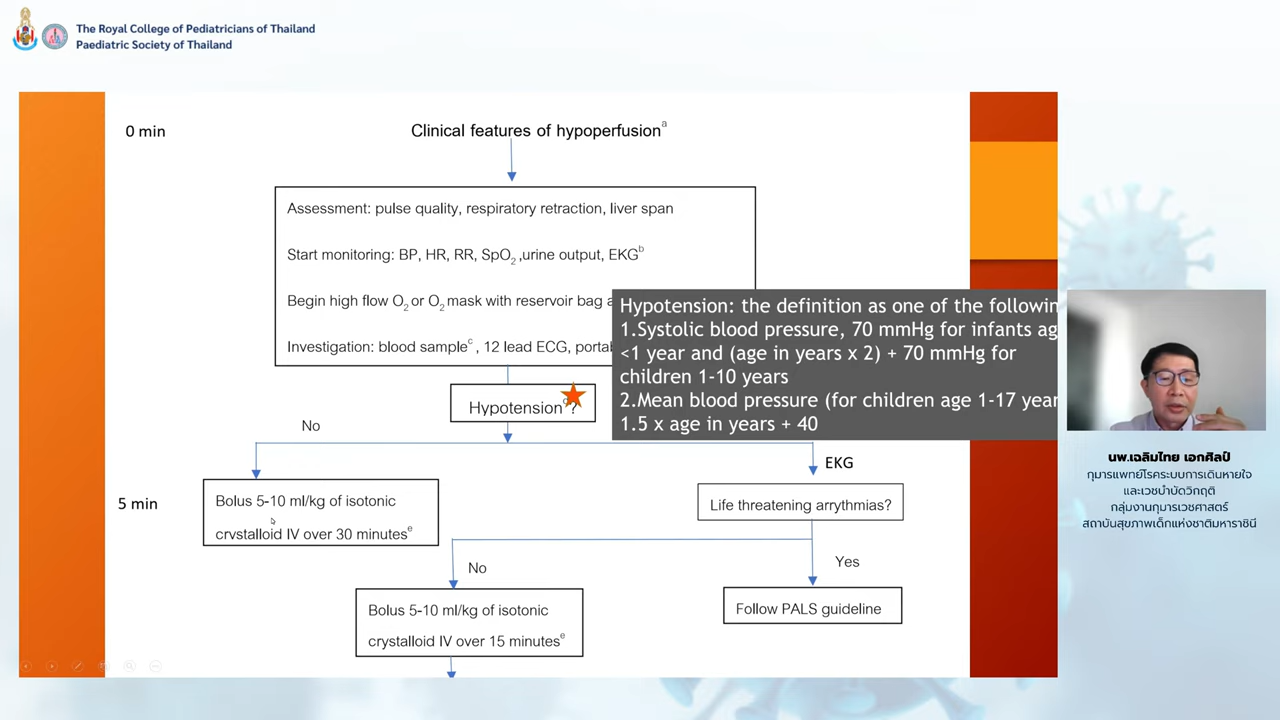 The Royal College of Pediatricians of Thailand
Paediatric Society of Thailand
0 min
Clinical features of hypoperfusionᵃ
Assessment: pulse quality, respiratory retraction, liver span
Start monitoring: BP, HR, RR, SpO₂ ,urine output, EKGᵇ
Begin high flow O₂ or O₂ mask with reservoir bag
Investigation: blood sampleᶜ , 12 lead ECG,
Hypotension: the definition as one of the
1.Systolic blood pressure, 70 mmHg for infants
<1 year and (age in years x 2) + 70 mmHg for
children 1-10 years
2.Mean blood pressure (for children age 1-17
1.5 x age in years + 40
Hypotension ?
No
EKG
5 min
Bolus 5-10 ml/kg of isotonic
crystalloid IV over 30 minutesᵉ
Life threatening arrythmias?
No
Yes
Bolus 5-10 ml/kg of isotonic
crystalloid IV over 15 minutesᵉ
Follow PALS guideline
นพ.เฉลิมไทย เอกศิลป์
กุมารแพทย์โรคระบบการเดินหายใจ
และเวชบำบัดวิกฤติ
กลุ่มงานกุมารเวชศาสตร์
สถาบันสุขภาพเด็กแห่งชาติมหาราชินี